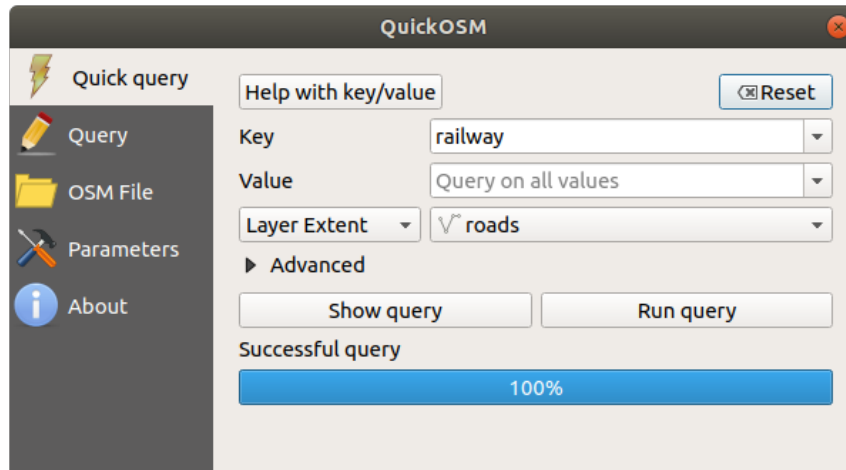 QuickOSM
Quick query
Query
OSM File
Parameters
About
Help with key/value
Reset
Key
railway
Value
Query on all values
Layer Extent
roads
Advanced
Show query
Run query
Successful query
100%